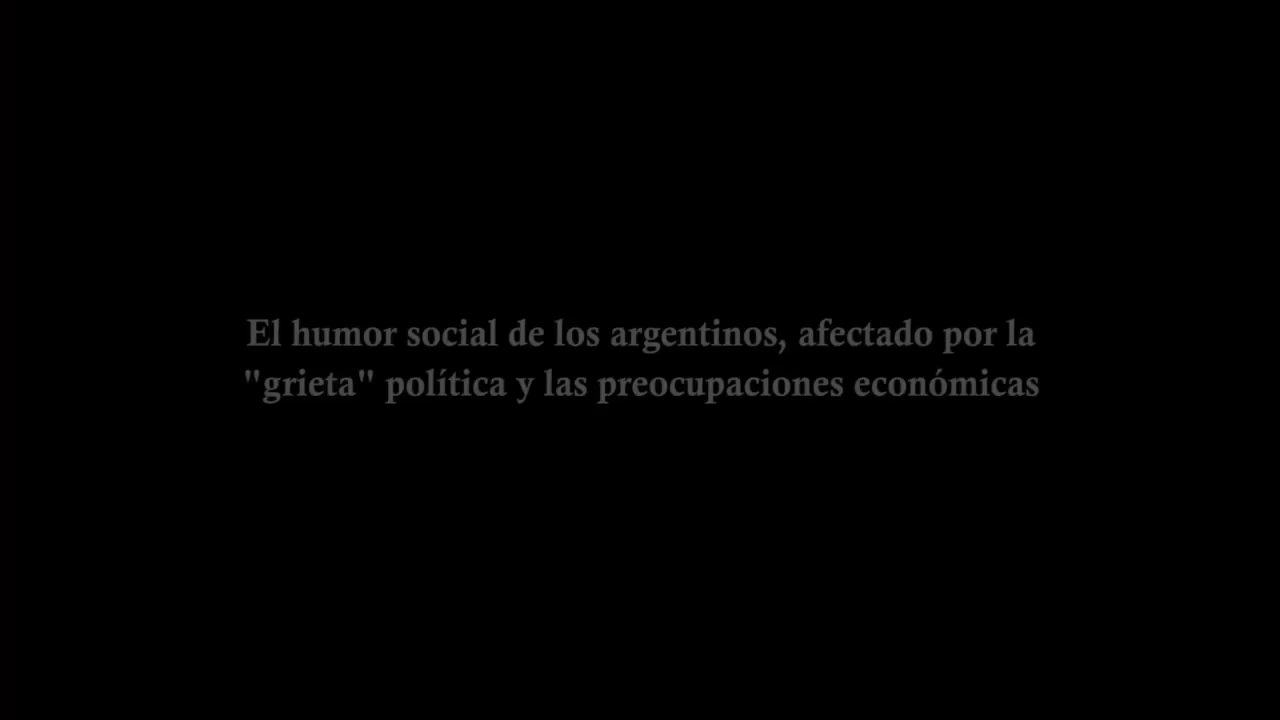 El humor social de los argentinos, afectado por la
"grieta" política y las preocupaciones económicas